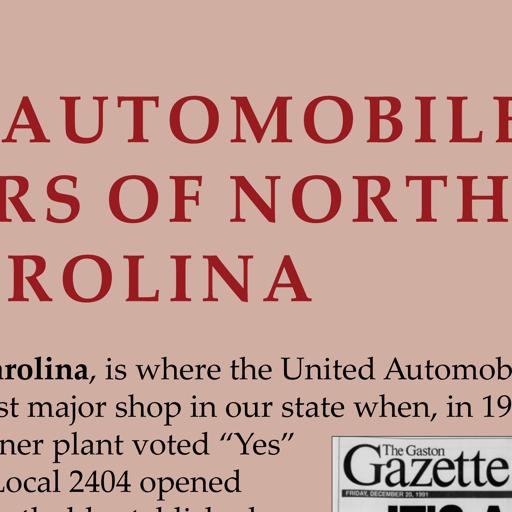 AUTOMOBILE
RS OF NORTH
ROLINA
arolina, is where the United Automob
st major shop in our state when, in 19
ner plant voted “Yes”
Local 2404 opened
The Gaston
Gazette
FRIDAY, DECEMBER 20, 1991
IT'S A